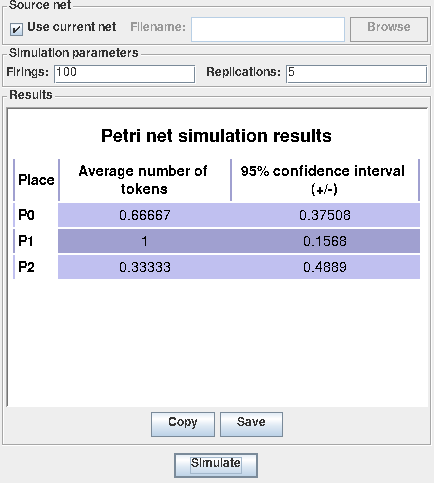 Source net
Use current net Filename: Browse
Simulation parameters
Firings: 100 Replications: 5
Results
Petri net simulation results
Place Average number of tokens 95% confidence interval (+/-)
P0 0.66667 0.37508
P1 1 0.1568
P2 0.33333 0.4889
Copy Save
Simulate